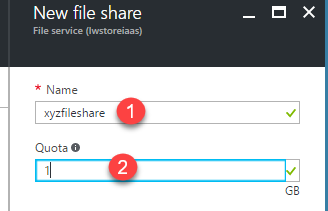 New file share
File service (lwstoreiaas)
* Name
xyzfileshare
1
Quota
1
2
GB